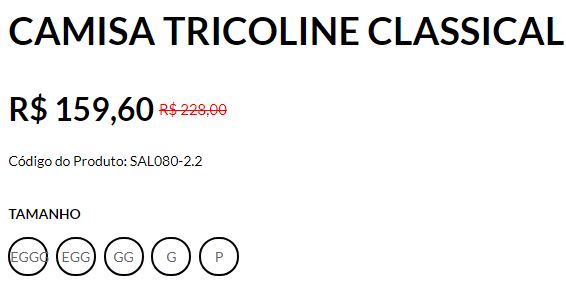 CAMISA TRICOLINE CLASSICAL
R$ 159,60 R$ 228,00
Código do Produto: SAL080-2.2
TAMANHO
EGGG EGG GG G P